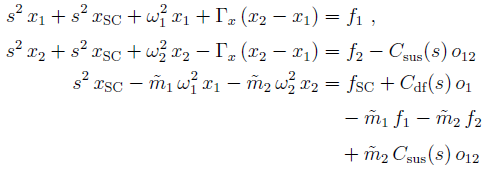 s² x₁ + s² x_SC + ω₁² x₁ + Γₓ (x₂ − x₁) = f₁ ,
s² x₂ + s² x_SC + ω₂² x₂ − Γₓ (x₂ − x₁) = f₂ − C_sus(s) o₁₂
s² x_SC − m̃₁ ω₁² x₁ − m̃₂ ω₂² x₂ = f_SC + C_df(s) o₁
− m̃₁ f₁ − m̃₂ f₂
+ m̃₂ C_sus(s) o₁₂